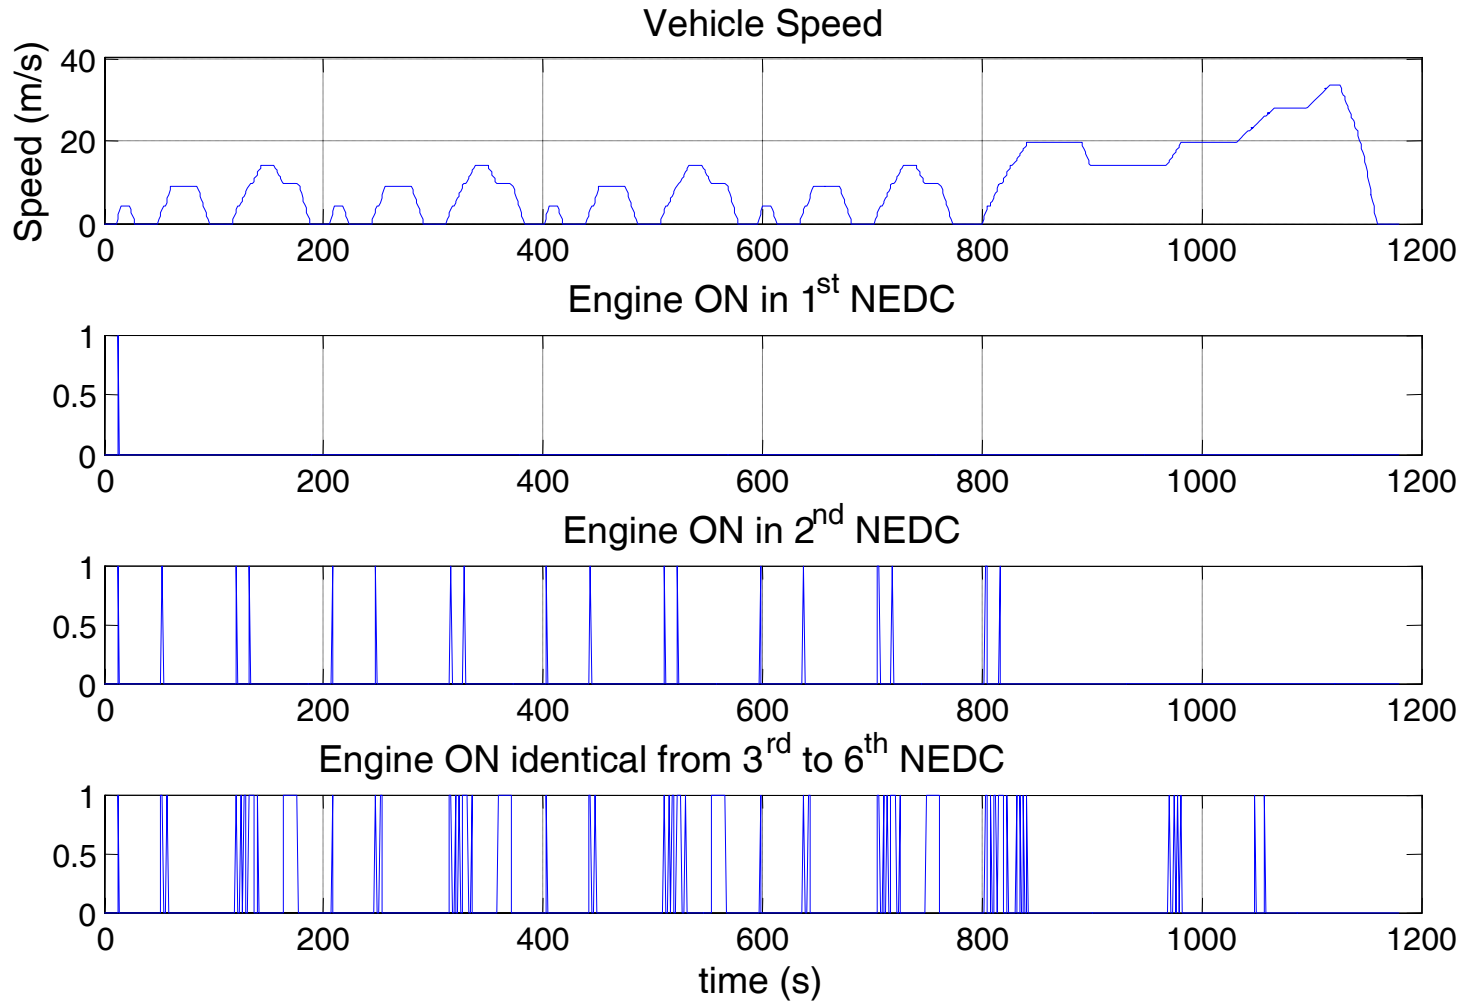 Vehicle Speed
Speed (m/s)
40
20
0
0 200 400 600 800 1000 1200
Engine ON in 1st NEDC
1
0.5
0
0 200 400 600 800 1000 1200
Engine ON in 2nd NEDC
1
0.5
0
0 200 400 600 800 1000 1200
Engine ON identical from 3rd to 6th NEDC
1
0.5
0
0 200 400 600 800 1000 1200
time (s)